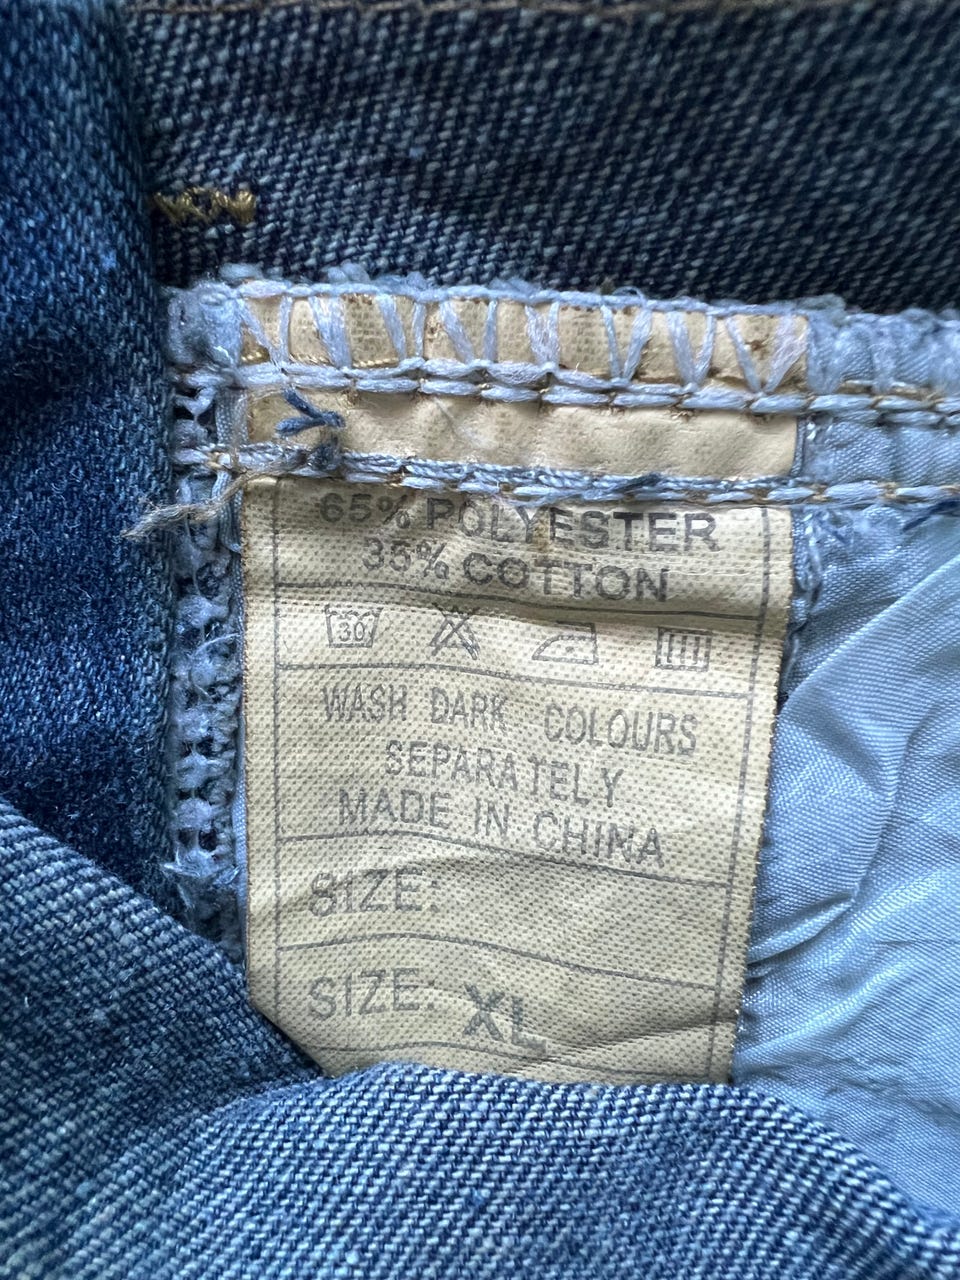 65% POLYESTER
35% COTTON
30
WASH DARK COLOURS
SEPARATELY
MADE IN CHINA
SIZE:
SIZE: XL